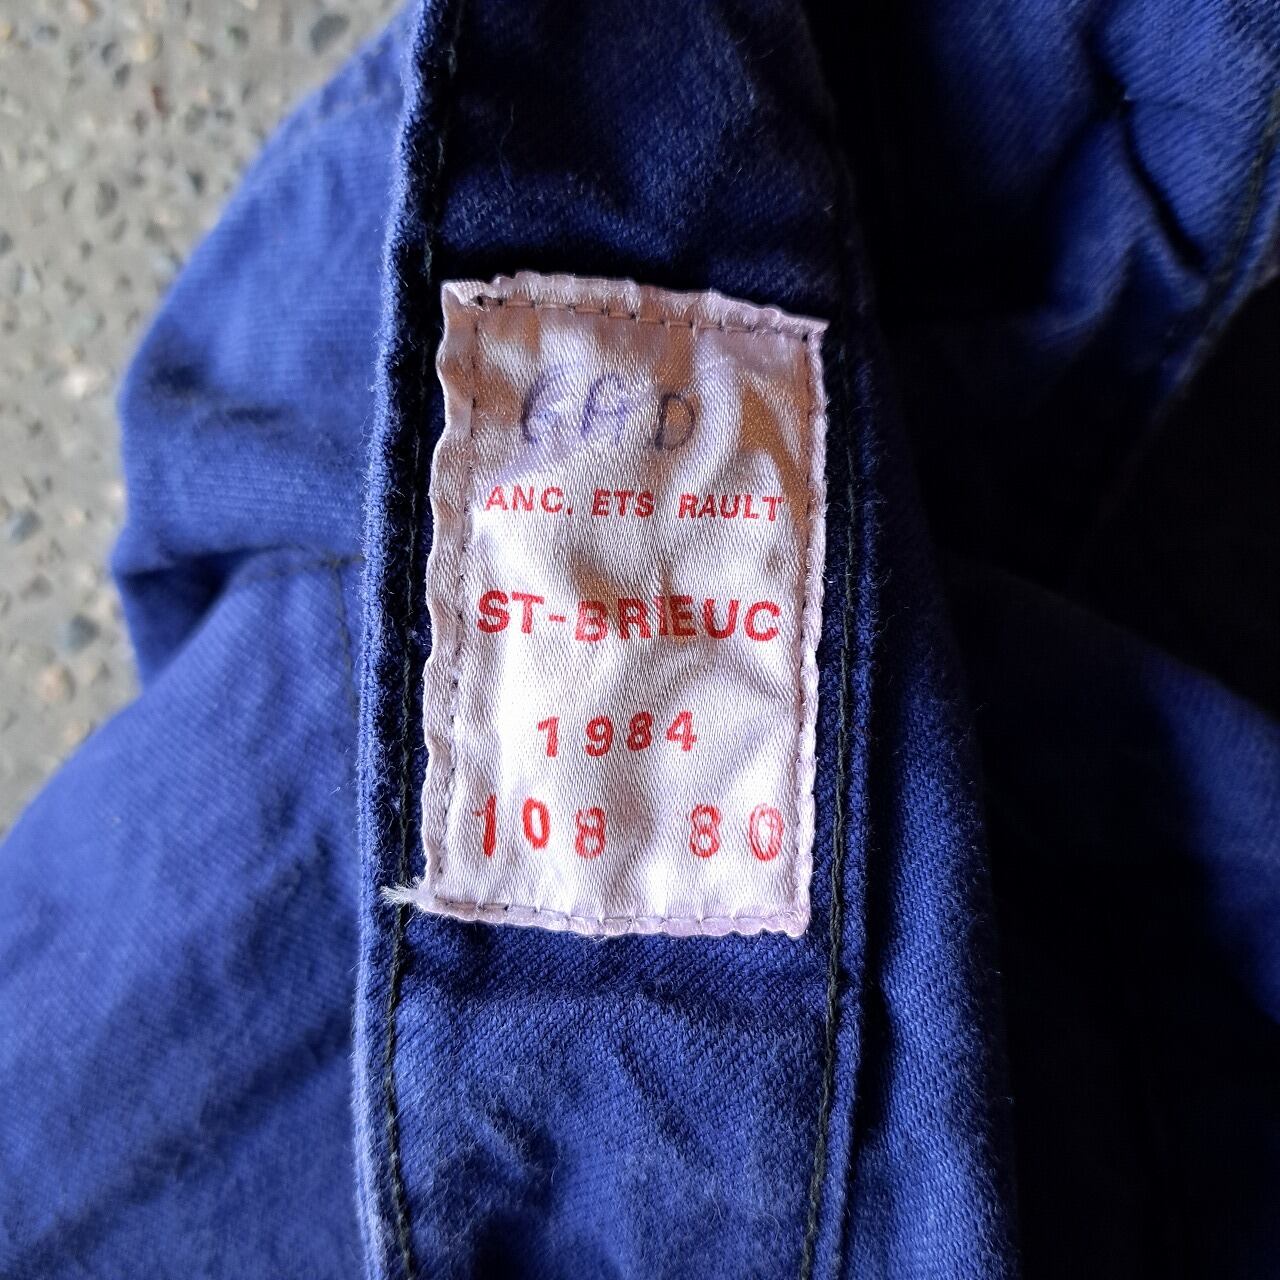 GAD
ANC. ETS RAULT
ST-BRIEUC
1984
108 80